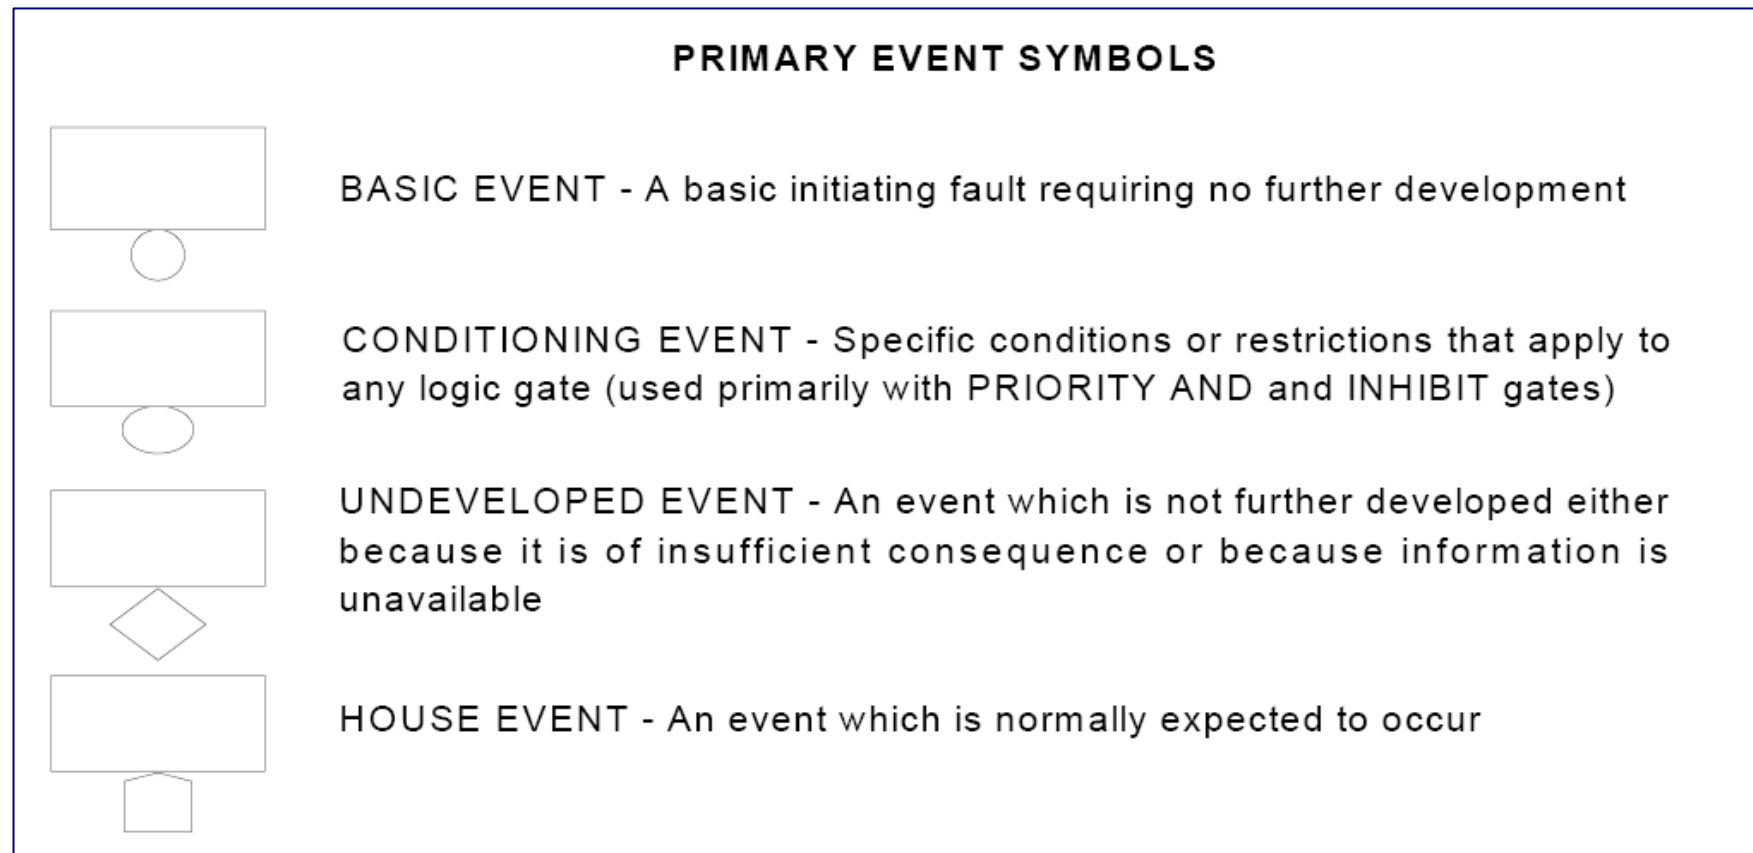 PRIMARY EVENT SYMBOLS
BASIC EVENT - A basic initiating fault requiring no further development
CONDITIONING EVENT - Specific conditions or restrictions that apply to
any logic gate (used primarily with PRIORITY AND and INHIBIT gates)
UNDEVELOPED EVENT - An event which is not further developed either
because it is of insufficient consequence or because information is
unavailable
HOUSE EVENT - An event which is normally expected to occur